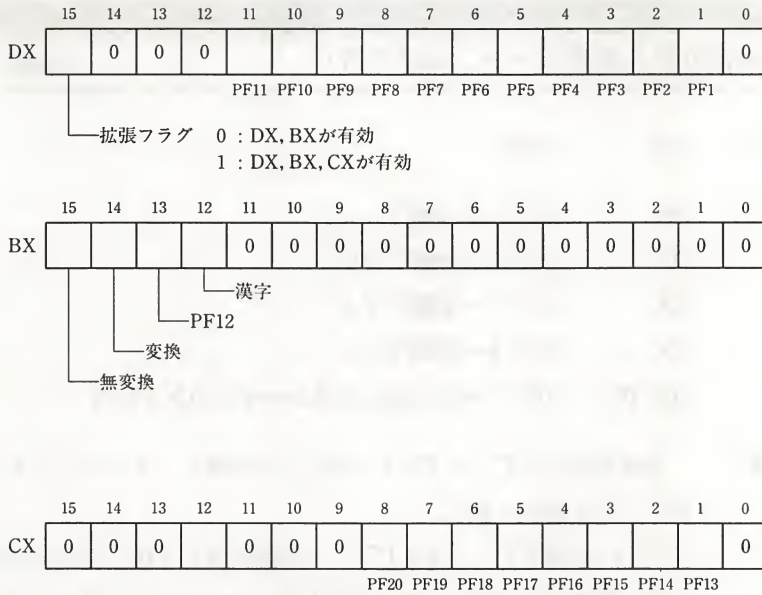 15 14 13 12 11 10 9 8 7 6 5 4 3 2 1 0
DX 0 0 0 0
PF11 PF10 PF9 PF8 PF7 PF6 PF5 PF4 PF3 PF2 PF1
拡張フラグ 0 : DX, BXが有効
1 : DX, BX, CXが有効
15 14 13 12 11 10 9 8 7 6 5 4 3 2 1 0
BX 0 0 0 0 0 0 0 0 0 0 0 0
漢字
PF12
変換
無変換
15 14 13 12 11 10 9 8 7 6 5 4 3 2 1 0
CX 0 0 0 0 0 0 0
PF20 PF19 PF18 PF17 PF16 PF15 PF14 PF13